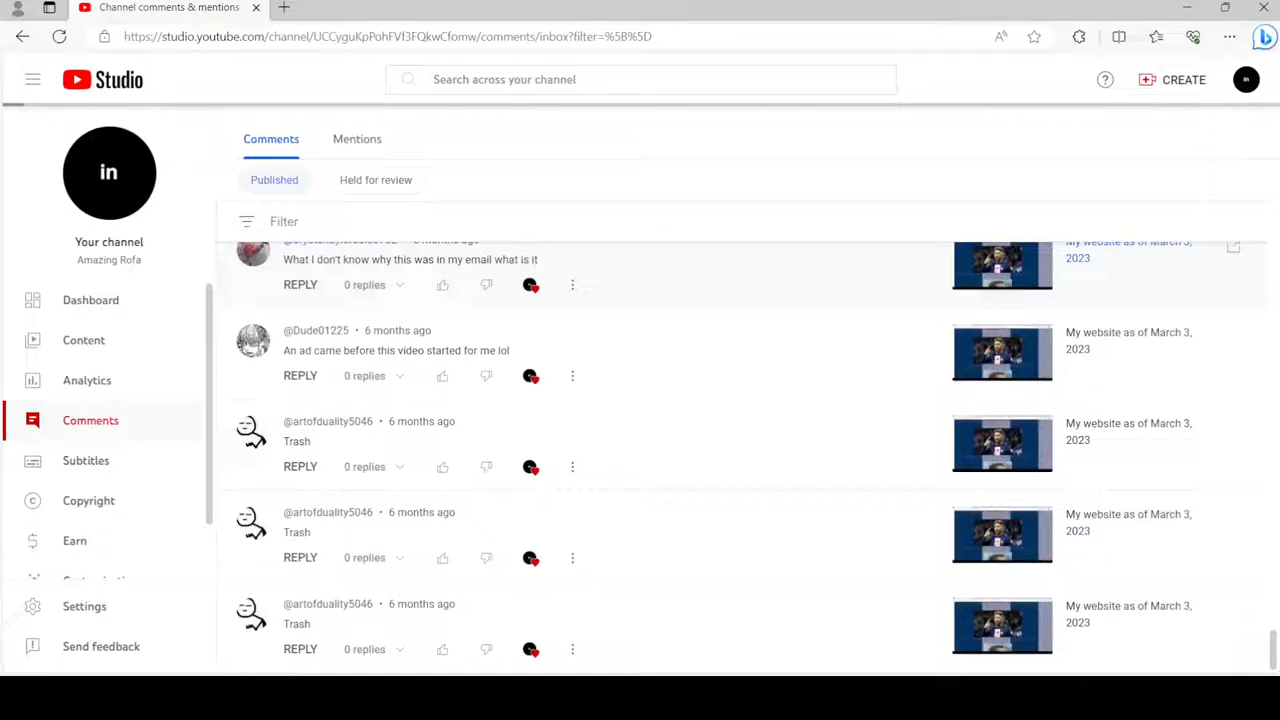 Channel comments & mentions
https://studio.youtube.com/channel/UCCyguKpPohFVf3FQkwCfomw/comments/inbox?filter=%5B%5D
Studio
Search across your channel
CREATE
in
in
Your channel
Amazing Rofa
Dashboard
Content
Analytics
Comments
Subtitles
Copyright
Earn
Settings
Send feedback
Comments
Mentions
Published
Held for review
Filter
My website as of March 3,
2023
What I don't know why this was in my email what is it
REPLY 0 replies
@Dude01225 • 6 months ago
An ad came before this video started for me lol
REPLY 0 replies
My website as of March 3,
2023
@artofduality5046 • 6 months ago
Trash
REPLY 0 replies
My website as of March 3,
2023
@artofduality5046 • 6 months ago
Trash
REPLY 0 replies
My website as of March 3,
2023
@artofduality5046 • 6 months ago
Trash
REPLY 0 replies
My website as of March 3,
2023